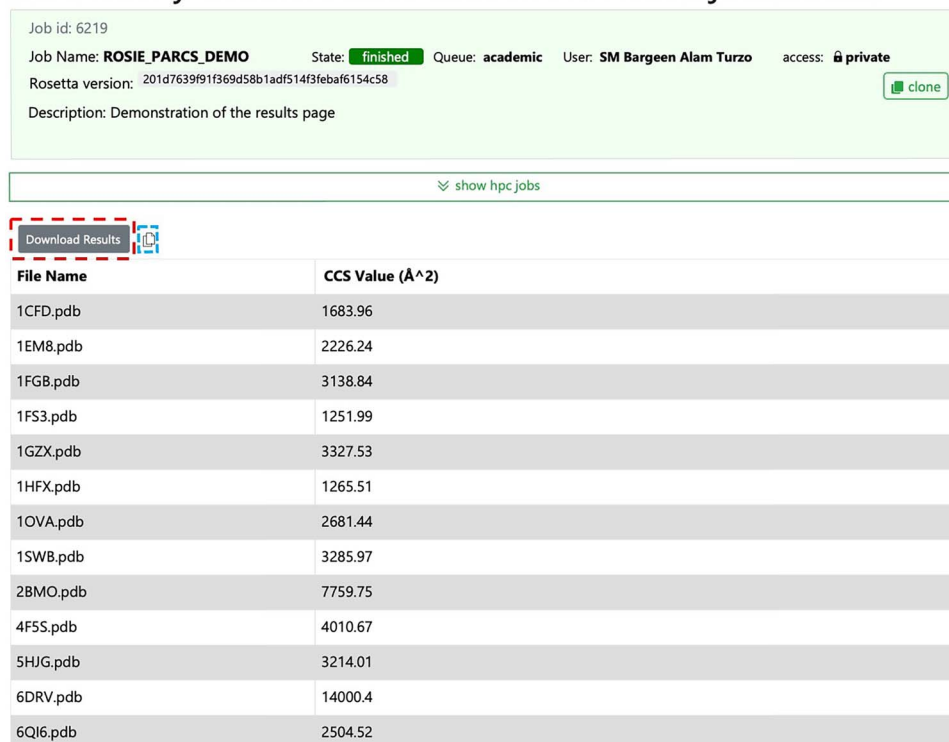 Job id: 6219
Job Name: ROSIE_PARCS_DEMO State: finished Queue: academic User: SM Bargeen Alam Turzo access: private
Rosetta version: 201d7639f91f369d58b1adf514f3febaf6154c58
clone
Description: Demonstration of the results page
show hpc jobs
Download Results
File Name CCS Value (Å^2)
1CFD.pdb 1683.96
1EM8.pdb 2226.24
1FGB.pdb 3138.84
1FS3.pdb 1251.99
1GZX.pdb 3327.53
1HFX.pdb 1265.51
1OVA.pdb 2681.44
1SWB.pdb 3285.97
2BMO.pdb 7759.75
4F5S.pdb 4010.67
5HJG.pdb 3214.01
6DRV.pdb 14000.4
6QI6.pdb 2504.52